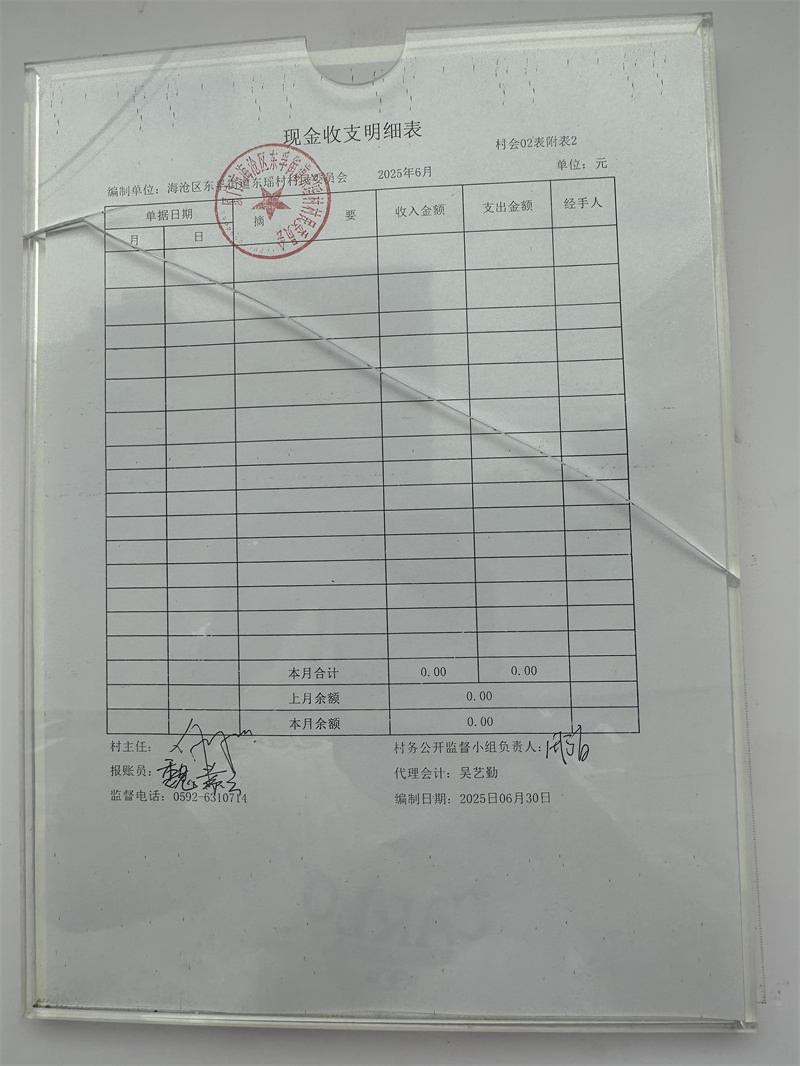 现金收支明细表
村会02表附表2
编制单位：海沧区东孚街道东瑶村村民委员会 2025年6月 单位：元
单据日期 摘 要 收入金额 支出金额 经手人
月 日
本月合计 0.00 0.00
上月余额 0.00
本月余额 0.00
村主任： 村务公开监督小组负责人：
报账员： 代理会计：吴艺勤
监督电话：0592-6310714 编制日期：2025日06月30日